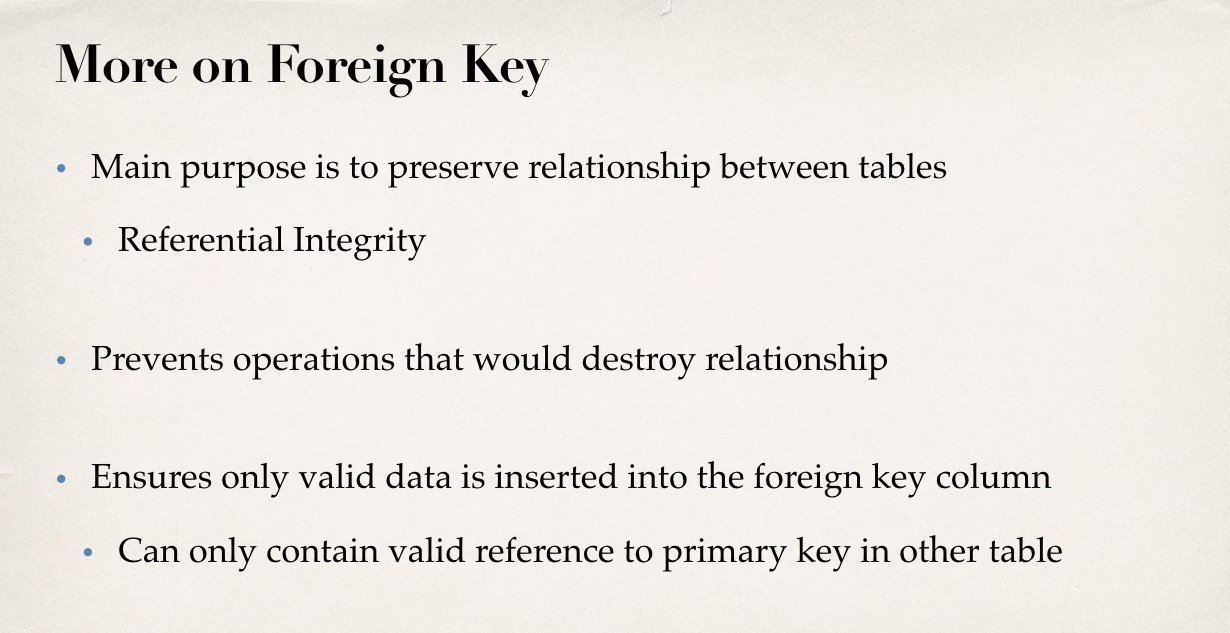 More on Foreign Key
• Main purpose is to preserve relationship between tables
• Referential Integrity
• Prevents operations that would destroy relationship
• Ensures only valid data is inserted into the foreign key column
• Can only contain valid reference to primary key in other table